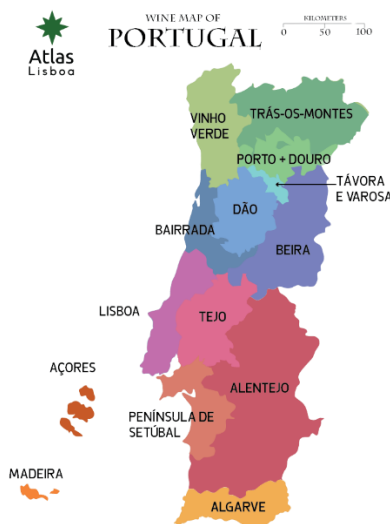 Atlas
Lisboa
WINE MAP OF
PORTUGAL
KILOMETERS
0 50 100
VINHO
VERDE
TRÁS-OS-MONTES
PORTO + DOURO
TÁVORA
E VAROSA
DÃO
BAIRRADA
BEIRA
LISBOA
TEJO
AÇORES
ALENTEJO
PENÍNSULA DE
SETÚBAL
MADEIRA
ALGARVE